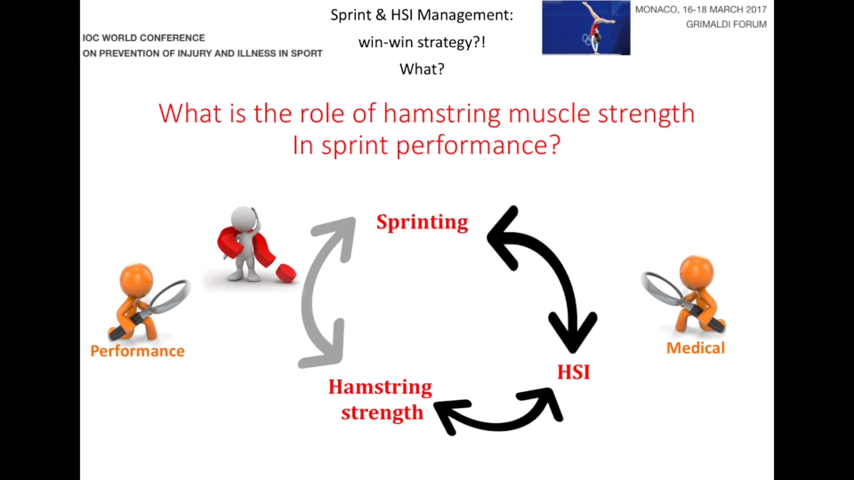 Sprint & HSI Management:
win-win strategy?!
What?
IOC WORLD CONFERENCE
ON PREVENTION OF INJURY AND ILLNESS IN SPORT
MONACO, 16-18 MARCH 2017
GRIMALDI FORUM
What is the role of hamstring muscle strength
In sprint performance?
Sprinting
Performance
Medical
HSI
Hamstring
strength